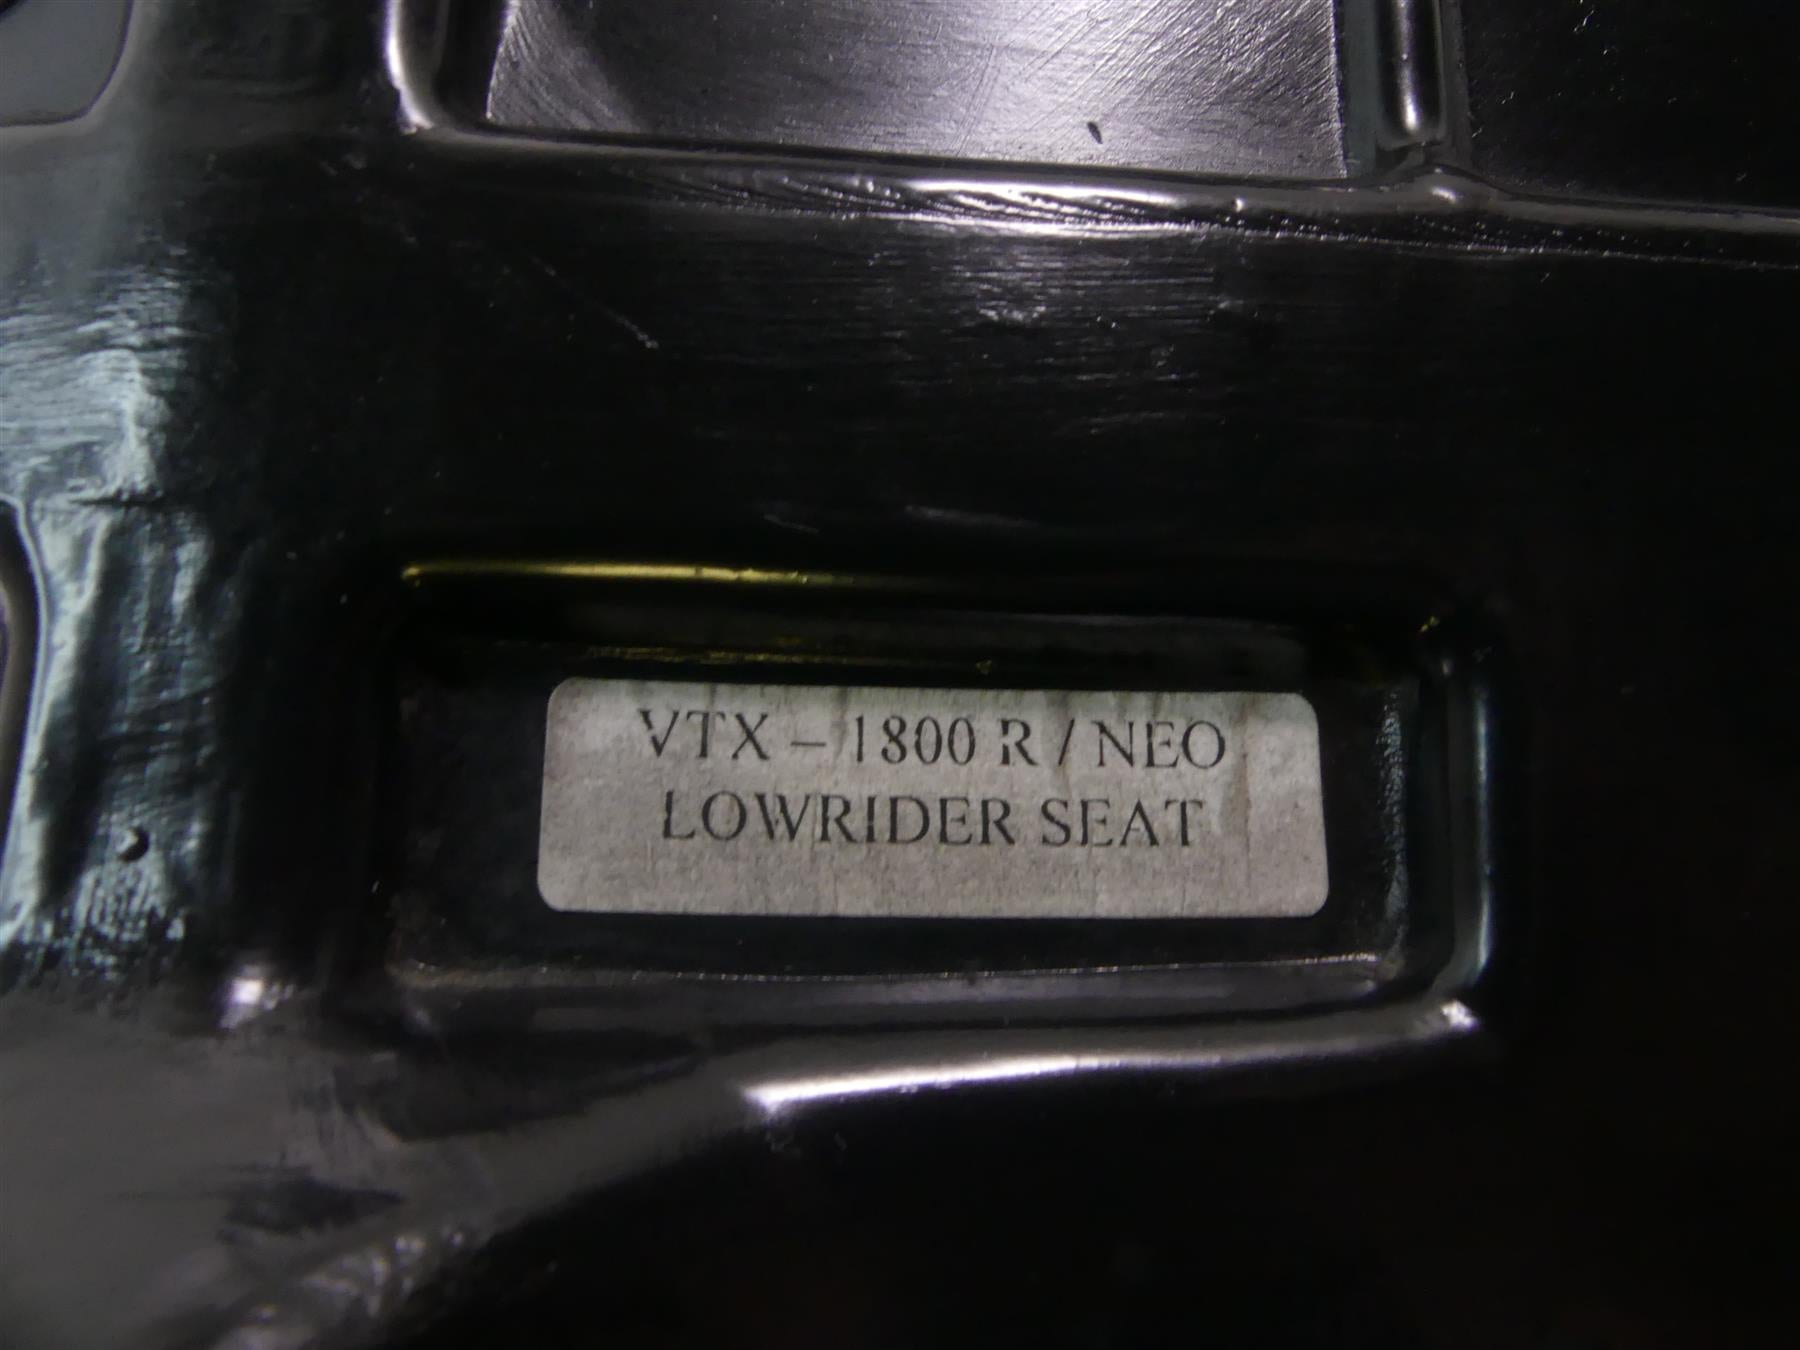 VTX – 1800 R / NEO
LOWRIDER SEAT